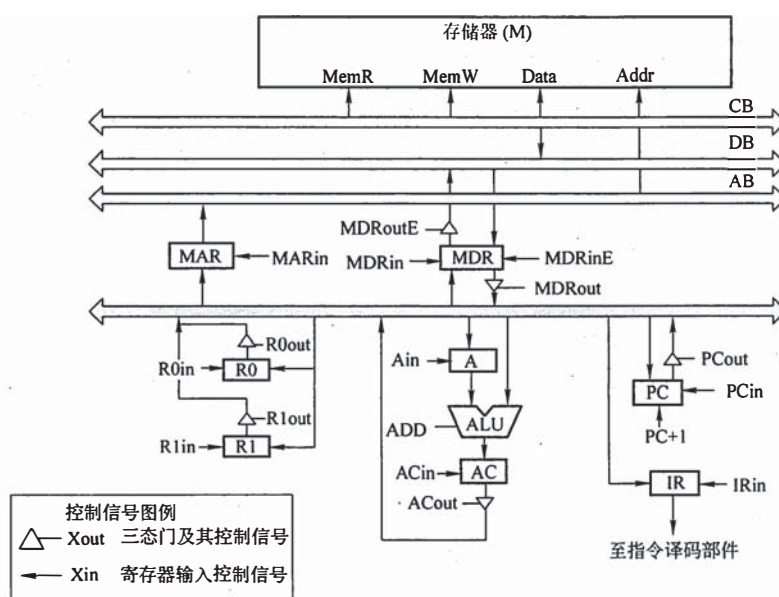 存储器 (M)
MemR MemW Data Addr
CB
DB
AB
MDRoutE
MAR MARin MDRin MDR MDRinE
MDRout
R0out
R0in R0
R1out
R1in R1
Ain A
ADD ALU
ACin AC
ACout
PCout
PC PCin
PC+1
IR IRin
至指令译码部件
控制信号图例
Xout 三态门及其控制信号
Xin 寄存器输入控制信号